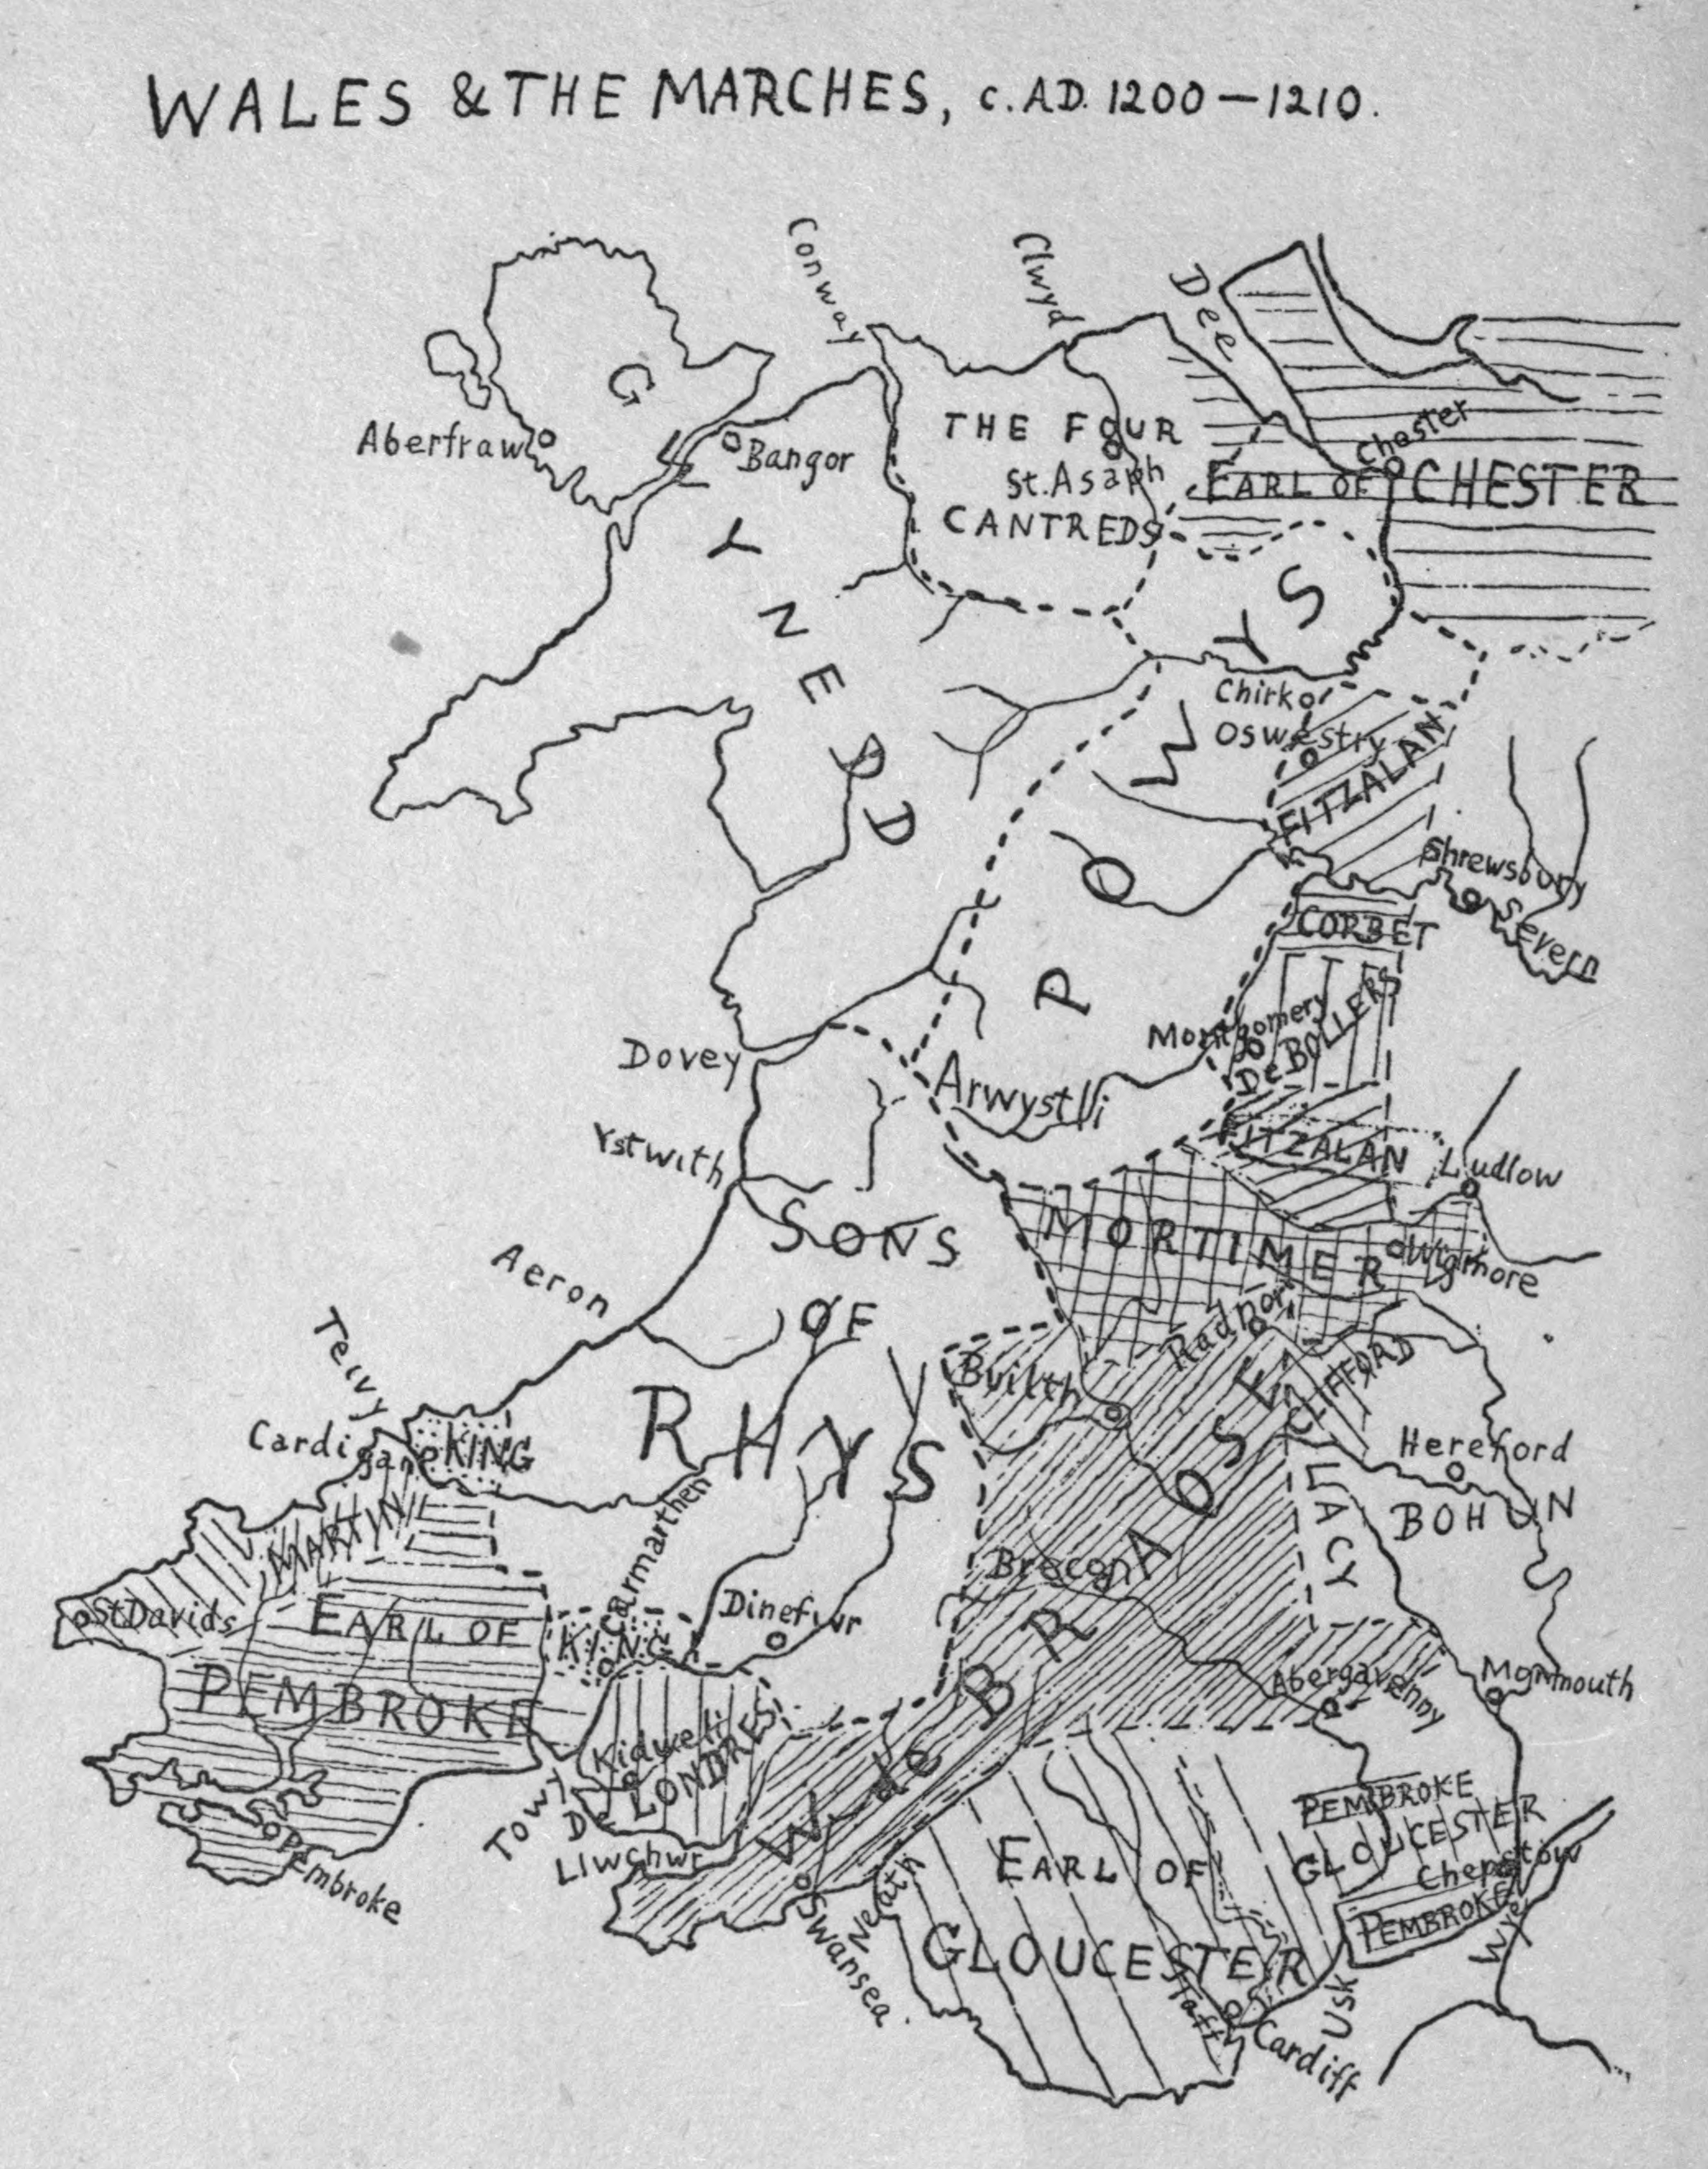 WALES & THE MARCHES, c. AD. 1200 – 1210.
Conway
Clwyd
Dee
GWYNEDD
Aberfraw
Bangor
THE FOUR
St. Asaph
CANTREDS
Chester
EARL OF CHESTER
POWYS
Chirk
Oswestry
FITZALAN
Shrewsbury
Severn
CORBET
Montgomery
De BOLLERS
Dovey
Arwystli
Ystwith
FITZALAN
Ludlow
SONS
OF
RHYS
MORTIMER
Wigmore
Aeron
Radnor
Teivy
Builth
CLIFFORD
Cardigan
KING
Hereford
LACY
BOHUN
MARTIN
Carmarthen
Brecon
W. de BRAOSE
St Davids
EARL OF
PEMBROKE
KING
Dinefwr
Abergavenny
Monmouth
Kidweli
De LONDRES
Towy
Llwchwr
Pembroke
PEMBROKE
GLOUCESTER
Chepstow
PEMBROKE
Wye
EARL OF
GLOUCESTER
Swansea
Neath
Taff
Cardiff
Usk